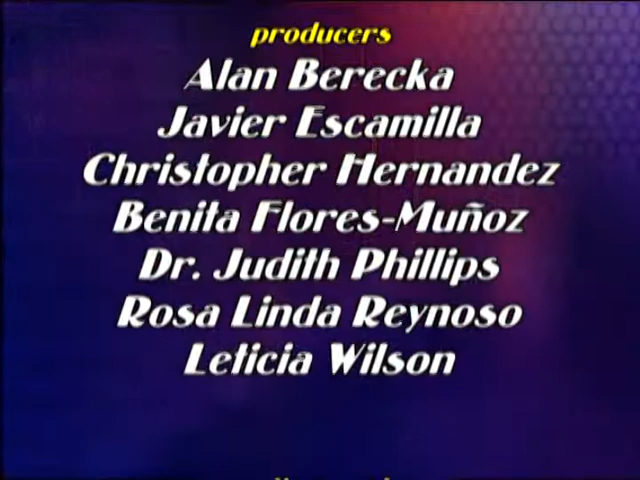 producers
Alan Berecka
Javier Escamilla
Christopher Hernandez
Benita Flores-Muñoz
Dr. Judith Phillips
Rosa Linda Reynoso
Leticia Wilson